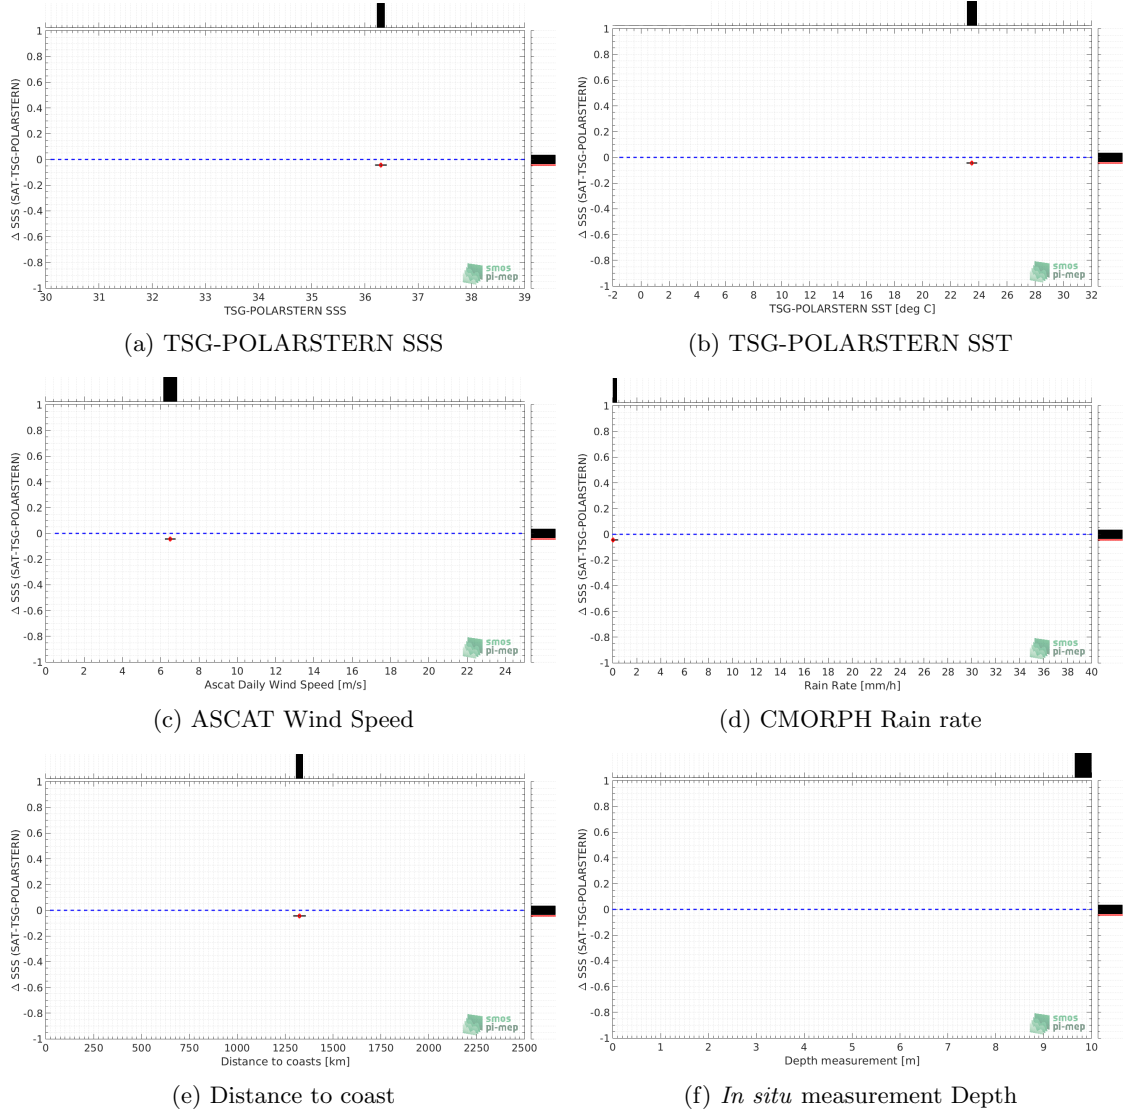 1
0.8
0.6
0.4
0.2
0
-0.2
-0.4
-0.6
-0.8
-1
Δ SSS (SAT-TSG-POLARSTERN)
30 31 32 33 34 35 36 37 38 39
TSG-POLARSTERN SSS
smos
pi-mep
(a) TSG-POLARSTERN SSS
1
0.8
0.6
0.4
0.2
0
-0.2
-0.4
-0.6
-0.8
-1
Δ SSS (SAT-TSG-POLARSTERN)
-2 0 2 4 6 8 10 12 14 16 18 20 22 24 26 28 30 32
TSG-POLARSTERN SST [deg C]
smos
pi-mep
(b) TSG-POLARSTERN SST
1
0.8
0.6
0.4
0.2
0
-0.2
-0.4
-0.6
-0.8
-1
Δ SSS (SAT-TSG-POLARSTERN)
0 2 4 6 8 10 12 14 16 18 20 22 24
Ascat Daily Wind Speed [m/s]
smos
pi-mep
(c) ASCAT Wind Speed
1
0.8
0.6
0.4
0.2
0
-0.2
-0.4
-0.6
-0.8
-1
Δ SSS (SAT-TSG-POLARSTERN)
0 2 4 6 8 10 12 14 16 18 20 22 24 26 28 30 32 34 36 38 40
Rain Rate [mm/h]
smos
pi-mep
(d) CMORPH Rain rate
1
0.8
0.6
0.4
0.2
0
-0.2
-0.4
-0.6
-0.8
-1
Δ SSS (SAT-TSG-POLARSTERN)
0 250 500 750 1000 1250 1500 1750 2000 2250 2500
Distance to coasts [km]
smos
pi-mep
(e) Distance to coast
1
0.8
0.6
0.4
0.2
0
-0.2
-0.4
-0.6
-0.8
-1
Δ SSS (SAT-TSG-POLARSTERN)
0 1 2 3 4 5 6 7 8 9 10
Depth measurement [m]
smos
pi-mep
(f) In situ measurement Depth